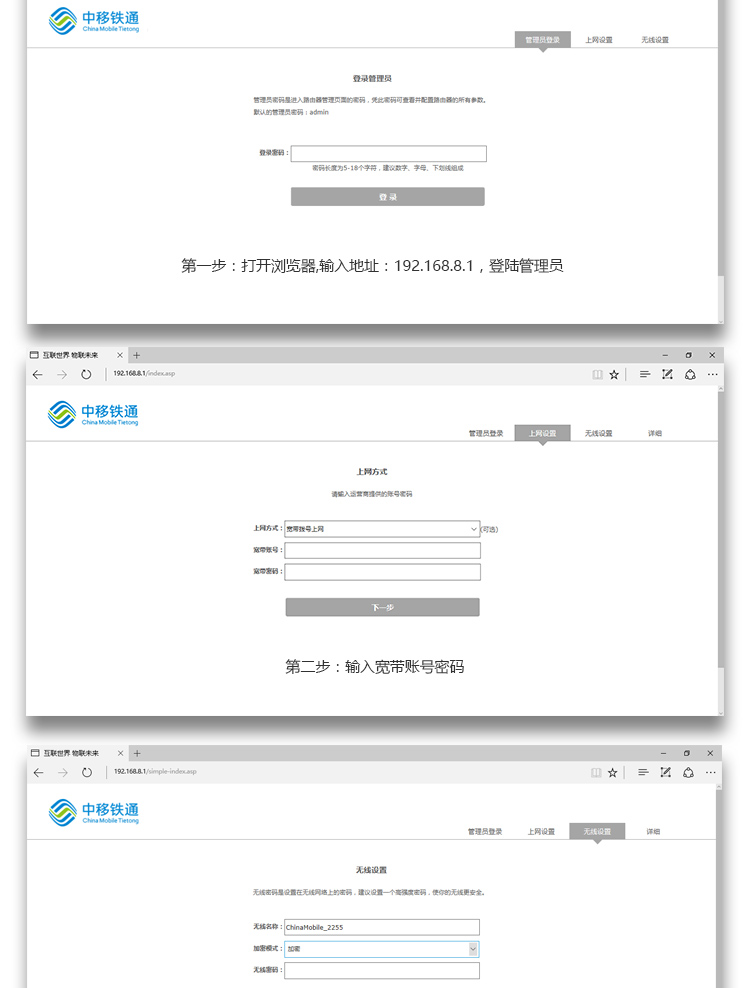 中移铁通
China Mobile Tietong
管理员登录 上网设置 无线设置
登录管理员
管理员密码是进入路由器管理页面的密码，凭此密码可查看并配置路由器的所有参数。
默认的管理员密码：admin
登录密码：
密码长度为5-18个字符，建议数字、字母、下划线组成
登 录
第一步：打开浏览器,输入地址：192.168.8.1，登陆管理员
互联世界 物联未来
192.168.8.1/index.asp
中移铁通
China Mobile Tietong
管理员登录 上网设置 无线设置 详细
上网方式
请输入运营商提供的账号密码
上网方式：宽带拨号上网 (可选)
宽带账号：
宽带密码：
下一步
第二步：输入宽带账号密码
互联世界 物联未来
192.168.8.1/simple-index.asp
中移铁通
China Mobile Tietong
管理员登录 上网设置 无线设置 详细
无线设置
无线密码是设置在无线网络上的密码，建议设置一个高强度密码，使你的无线更安全。
无线名称：ChinaMobile_2255
加密模式：加密
无线密码：